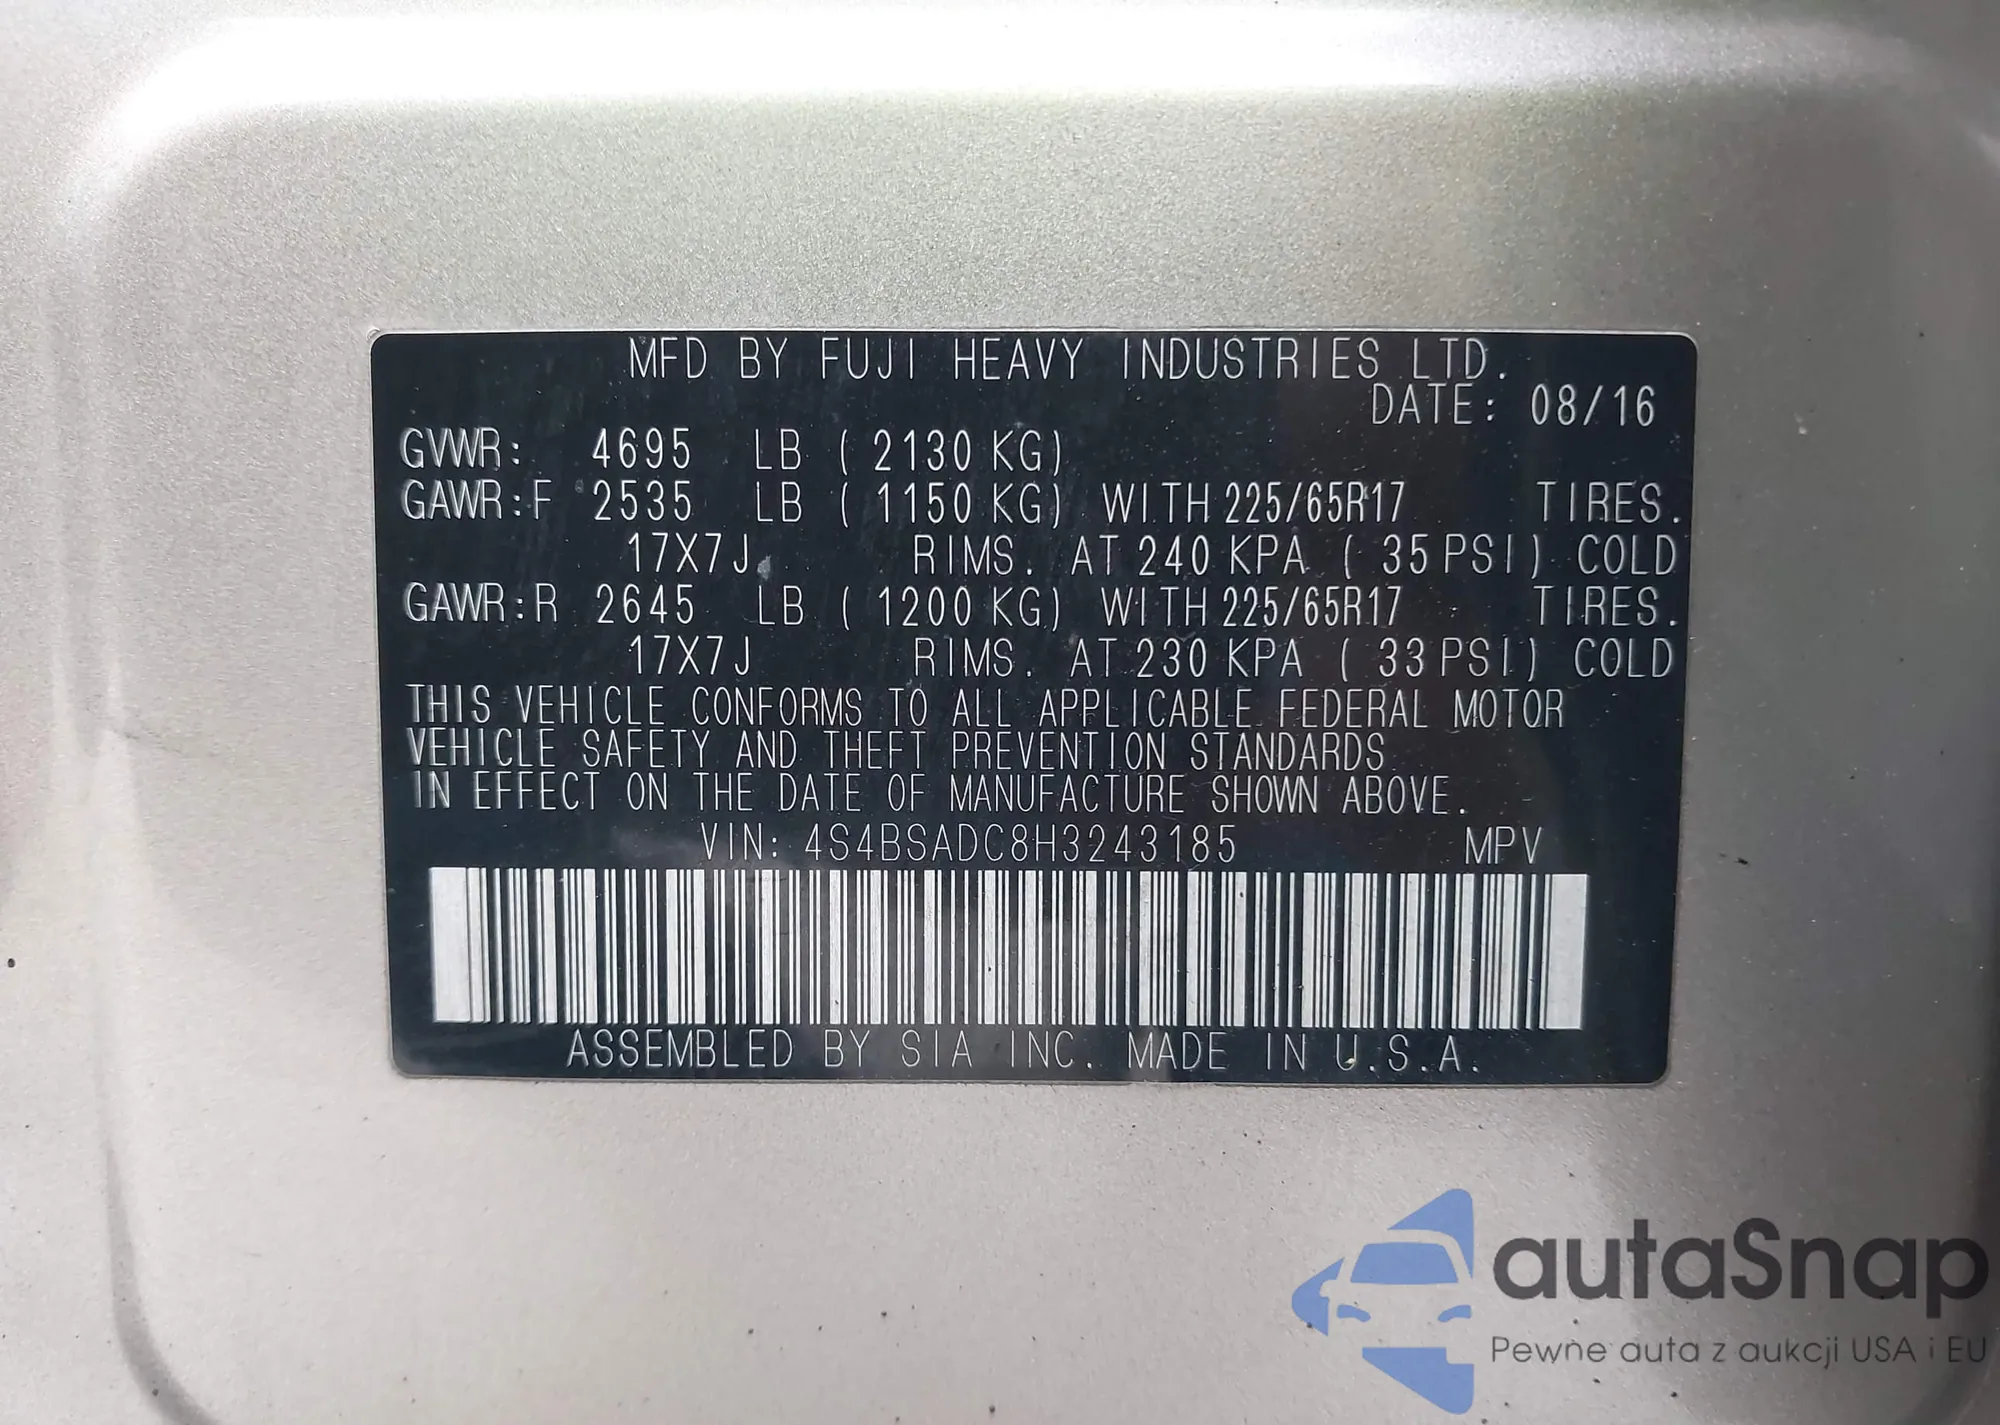 MFD BY FUJI HEAVY INDUSTRIES LTD.
DATE: 08/16
GVWR: 4695 LB ( 2130 KG)
GAWR:F 2535 LB ( 1150 KG) WITH 225/65R17 TIRES.
17X7J RIMS. AT 240 KPA ( 35 PSI) COLD
GAWR:R 2645 LB ( 1200 KG) WITH 225/65R17 TIRES.
17X7J RIMS. AT 230 KPA ( 33 PSI) COLD
THIS VEHICLE CONFORMS TO ALL APPLICABLE FEDERAL MOTOR
VEHICLE SAFETY AND THEFT PREVENTION STANDARDS
IN EFFECT ON THE DATE OF MANUFACTURE SHOWN ABOVE.
VIN: 4S4BSADC8H3243185 MPV
ASSEMBLED BY SIA INC. MADE IN U.S.A.
autaSnap
Pewne auta z aukcji USA i EU